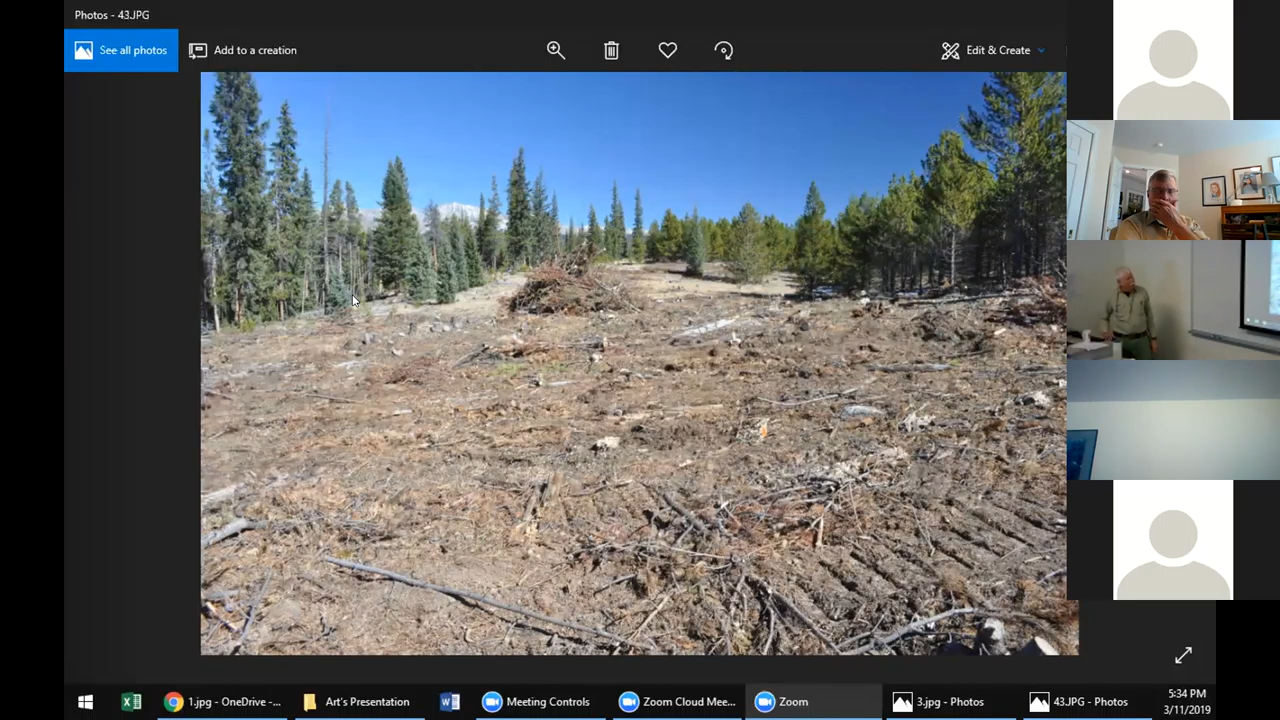 Photos - 43.JPG
See all photos
Add to a creation
Edit & Create
1.jpg - OneDrive -...
Art's Presentation
Meeting Controls
Zoom Cloud Mee...
Zoom
3.jpg - Photos
43.JPG - Photos
5:34 PM
3/11/2019